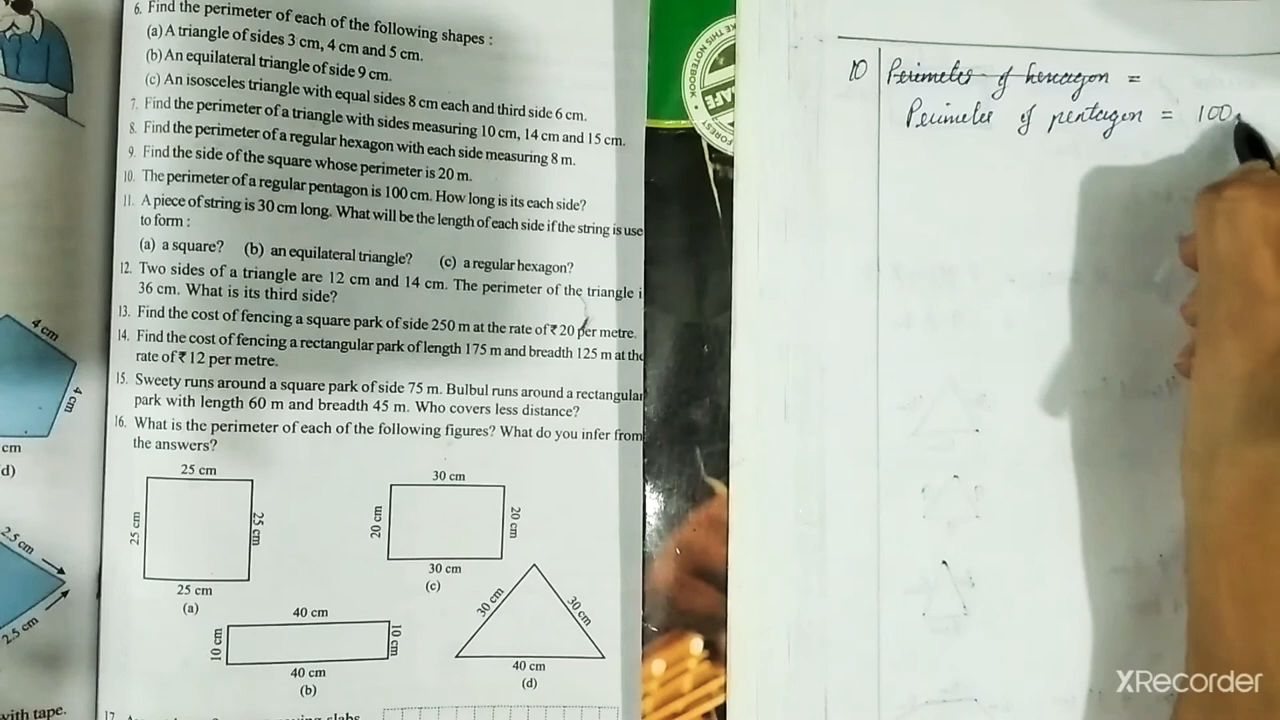 6. Find the perimeter of each of the following shapes :
(a) A triangle of sides 3 cm, 4 cm and 5 cm.
(b) An equilateral triangle of side 9 cm.
(c) An isosceles triangle with equal sides 8 cm each and third side 6 cm.
7. Find the perimeter of a triangle with sides measuring 10 cm, 14 cm and 15 cm.
8. Find the perimeter of a regular hexagon with each side measuring 8 m.
9. Find the side of the square whose perimeter is 20 m.
10. The perimeter of a regular pentagon is 100 cm. How long is its each side?
11. A piece of string is 30 cm long. What will be the length of each side if the string is use
to form :
(a) a square? (b) an equilateral triangle? (c) a regular hexagon?
12. Two sides of a triangle are 12 cm and 14 cm. The perimeter of the triangle i
36 cm. What is its third side?
13. Find the cost of fencing a square park of side 250 m at the rate of ₹ 20 per metre.
14. Find the cost of fencing a rectangular park of length 175 m and breadth 125 m at the
rate of ₹ 12 per metre.
15. Sweety runs around a square park of side 75 m. Bulbul runs around a rectangular
park with length 60 m and breadth 45 m. Who covers less distance?
16. What is the perimeter of each of the following figures? What do you infer from
the answers?
25 cm
25 cm
25 cm
25 cm
(a)
30 cm
20 cm
20 cm
30 cm
(c)
40 cm
10 cm
10 cm
40 cm
(b)
30 cm
30 cm
40 cm
(d)
17.
slabs
4 cm
4 cm
cm
d)
2.5 cm
2.5 cm
with tape.
THIS NOTEBOOK
FOREST
10 Perimeter of hexagon =
Perimeter of pentagon = 100
XRecorder